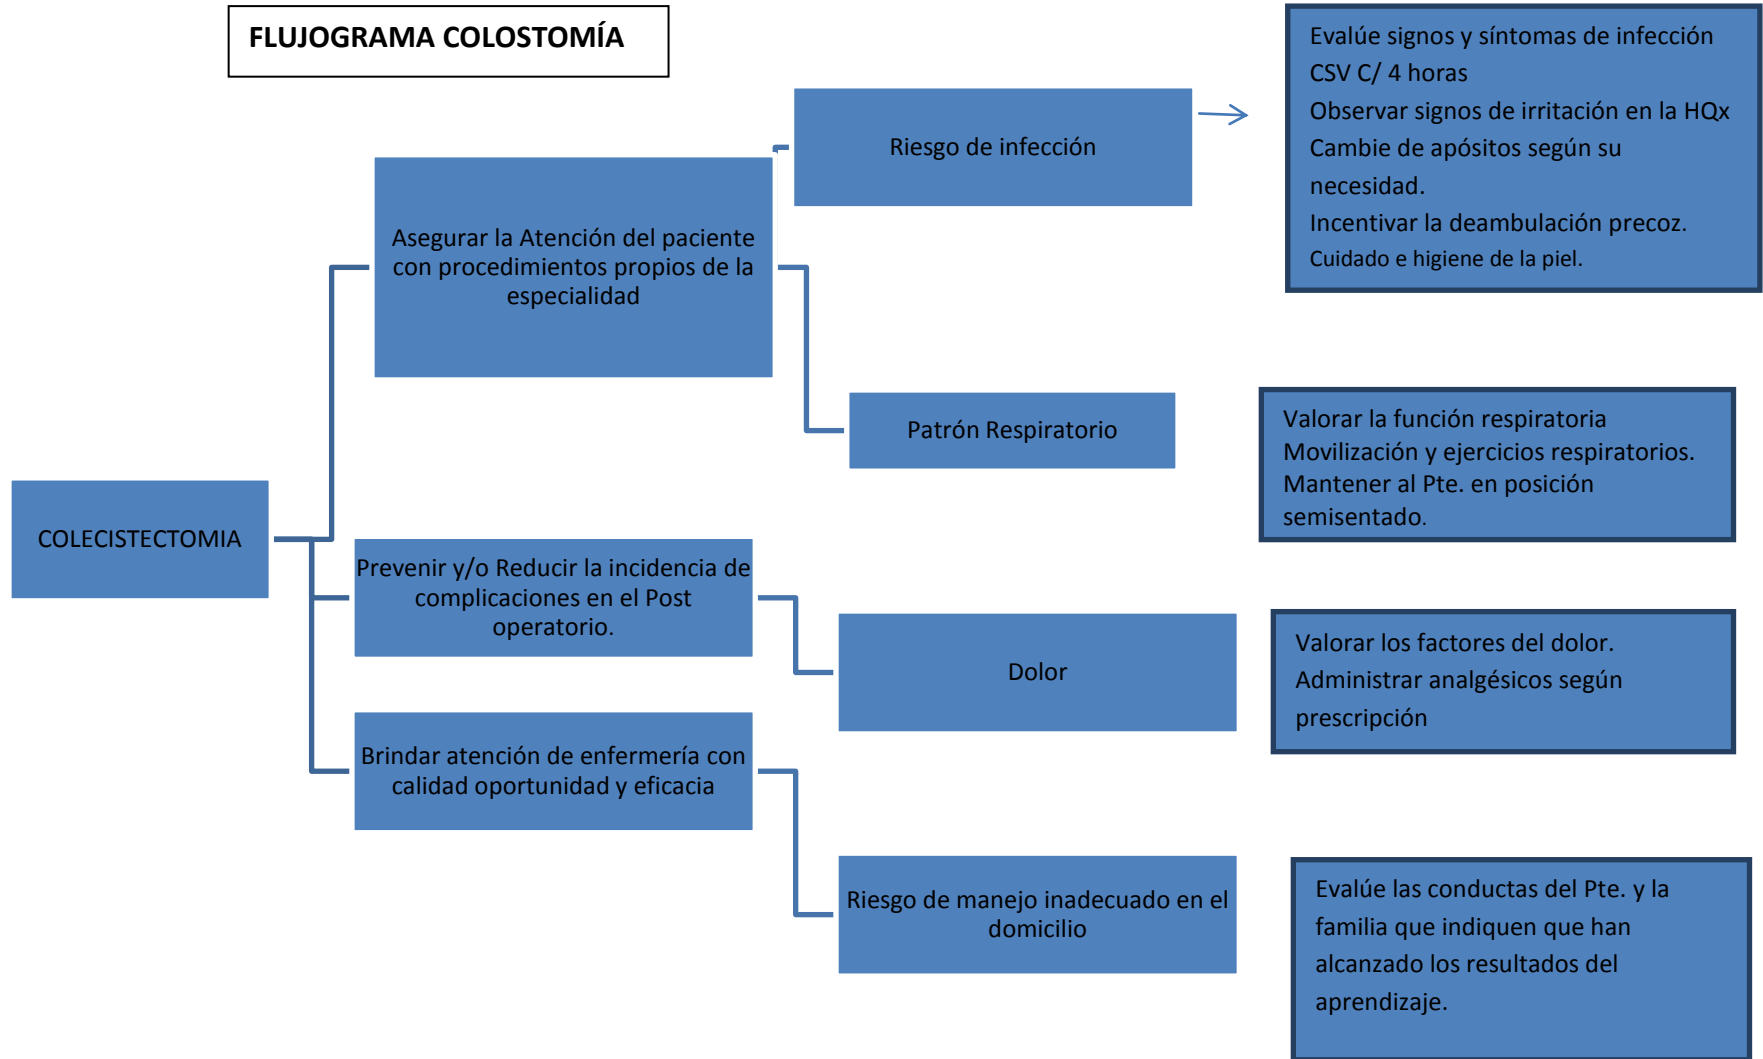 FLUJOGRAMA COLOSTOMÍA
COLECISTECTOMIA
Asegurar la Atención del paciente
con procedimientos propios de la
especialidad
Riesgo de infección
Evalúe signos y síntomas de infección
CSV C/ 4 horas
Observar signos de irritación en la HQx
Cambie de apósitos según su
necesidad.
Incentivar la deambulación precoz.
Cuidado e higiene de la piel.
Patrón Respiratorio
Valorar la función respiratoria
Movilización y ejercicios respiratorios.
Mantener al Pte. en posición
semisentado.
Prevenir y/o Reducir la incidencia de
complicaciones en el Post
operatorio.
Dolor
Valorar los factores del dolor.
Administrar analgésicos según
prescripción
Brindar atención de enfermería con
calidad oportunidad y eficacia
Riesgo de manejo inadecuado en el
domicilio
Evalúe las conductas del Pte. y la
familia que indiquen que han
alcanzado los resultados del
aprendizaje.